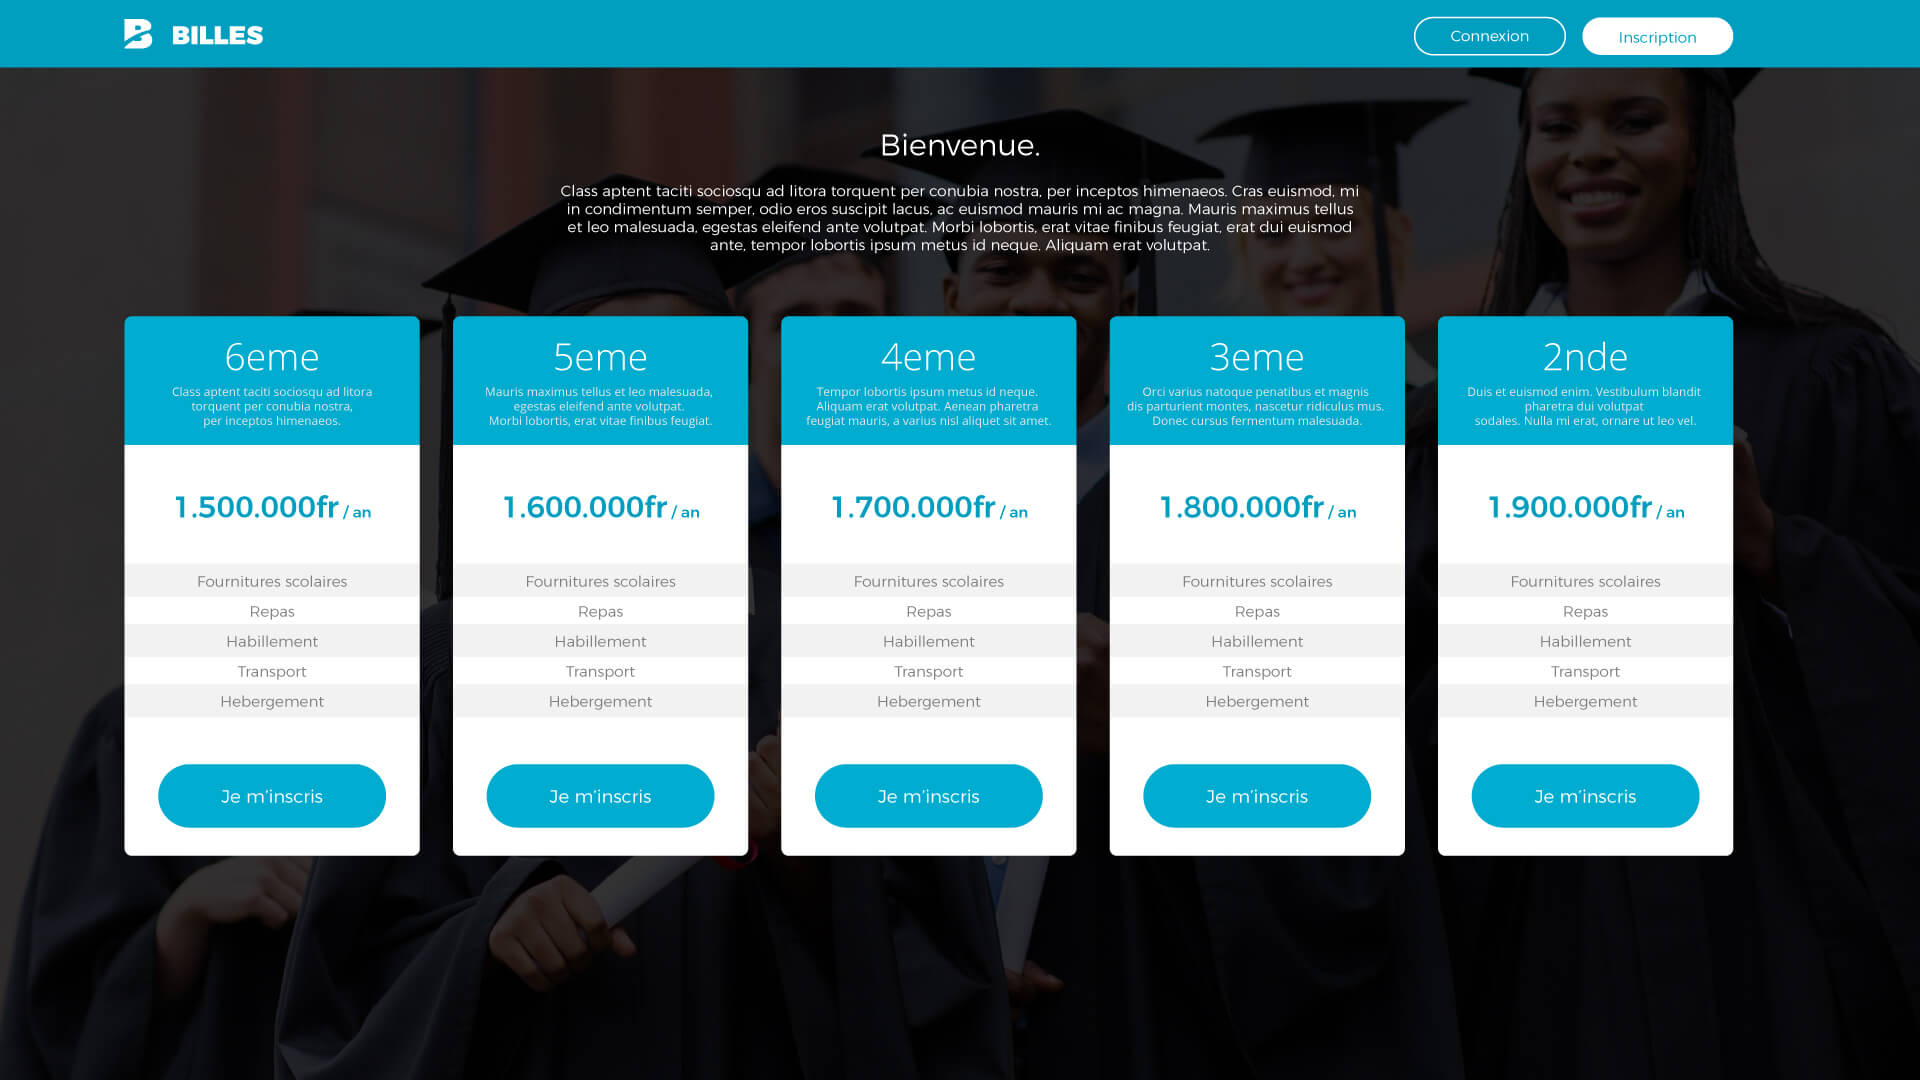 BILLES
Connexion
Inscription
Bienvenue.
Class aptent taciti sociosqu ad litora torquent per conubia nostra, per inceptos himenaeos. Cras euismod, mi
in condimentum semper, odio eros suscipit lacus, ac euismod mauris mi ac magna. Mauris maximus tellus
et leo malesuada, egestas eleifend ante volutpat. Morbi lobortis, erat vitae finibus feugiat, erat dui euismod
ante, tempor lobortis ipsum metus id neque. Aliquam erat volutpat.
6eme
Class aptent taciti sociosqu ad litora
torquent per conubia nostra,
per inceptos himenaeos.
1.500.000fr / an
Fournitures scolaires
Repas
Habillement
Transport
Hebergement
Je m'inscris
5eme
Mauris maximus tellus et leo malesuada,
egestas eleifend ante volutpat.
Morbi lobortis, erat vitae finibus feugiat.
1.600.000fr / an
Fournitures scolaires
Repas
Habillement
Transport
Hebergement
Je m'inscris
4eme
Tempor lobortis ipsum metus id neque.
Aliquam erat volutpat. Aenean pharetra
feugiat mauris, a varius nisl aliquet sit amet.
1.700.000fr / an
Fournitures scolaires
Repas
Habillement
Transport
Hebergement
Je m'inscris
3eme
Orci varius natoque penatibus et magnis
dis parturient montes, nascetur ridiculus mus.
Donec cursus fermentum malesuada.
1.800.000fr / an
Fournitures scolaires
Repas
Habillement
Transport
Hebergement
Je m'inscris
2nde
Duis et euismod enim. Vestibulum blandit
pharetra dui volutpat
sodales. Nulla mi erat, ornare ut leo vel.
1.900.000fr / an
Fournitures scolaires
Repas
Habillement
Transport
Hebergement
Je m'inscris